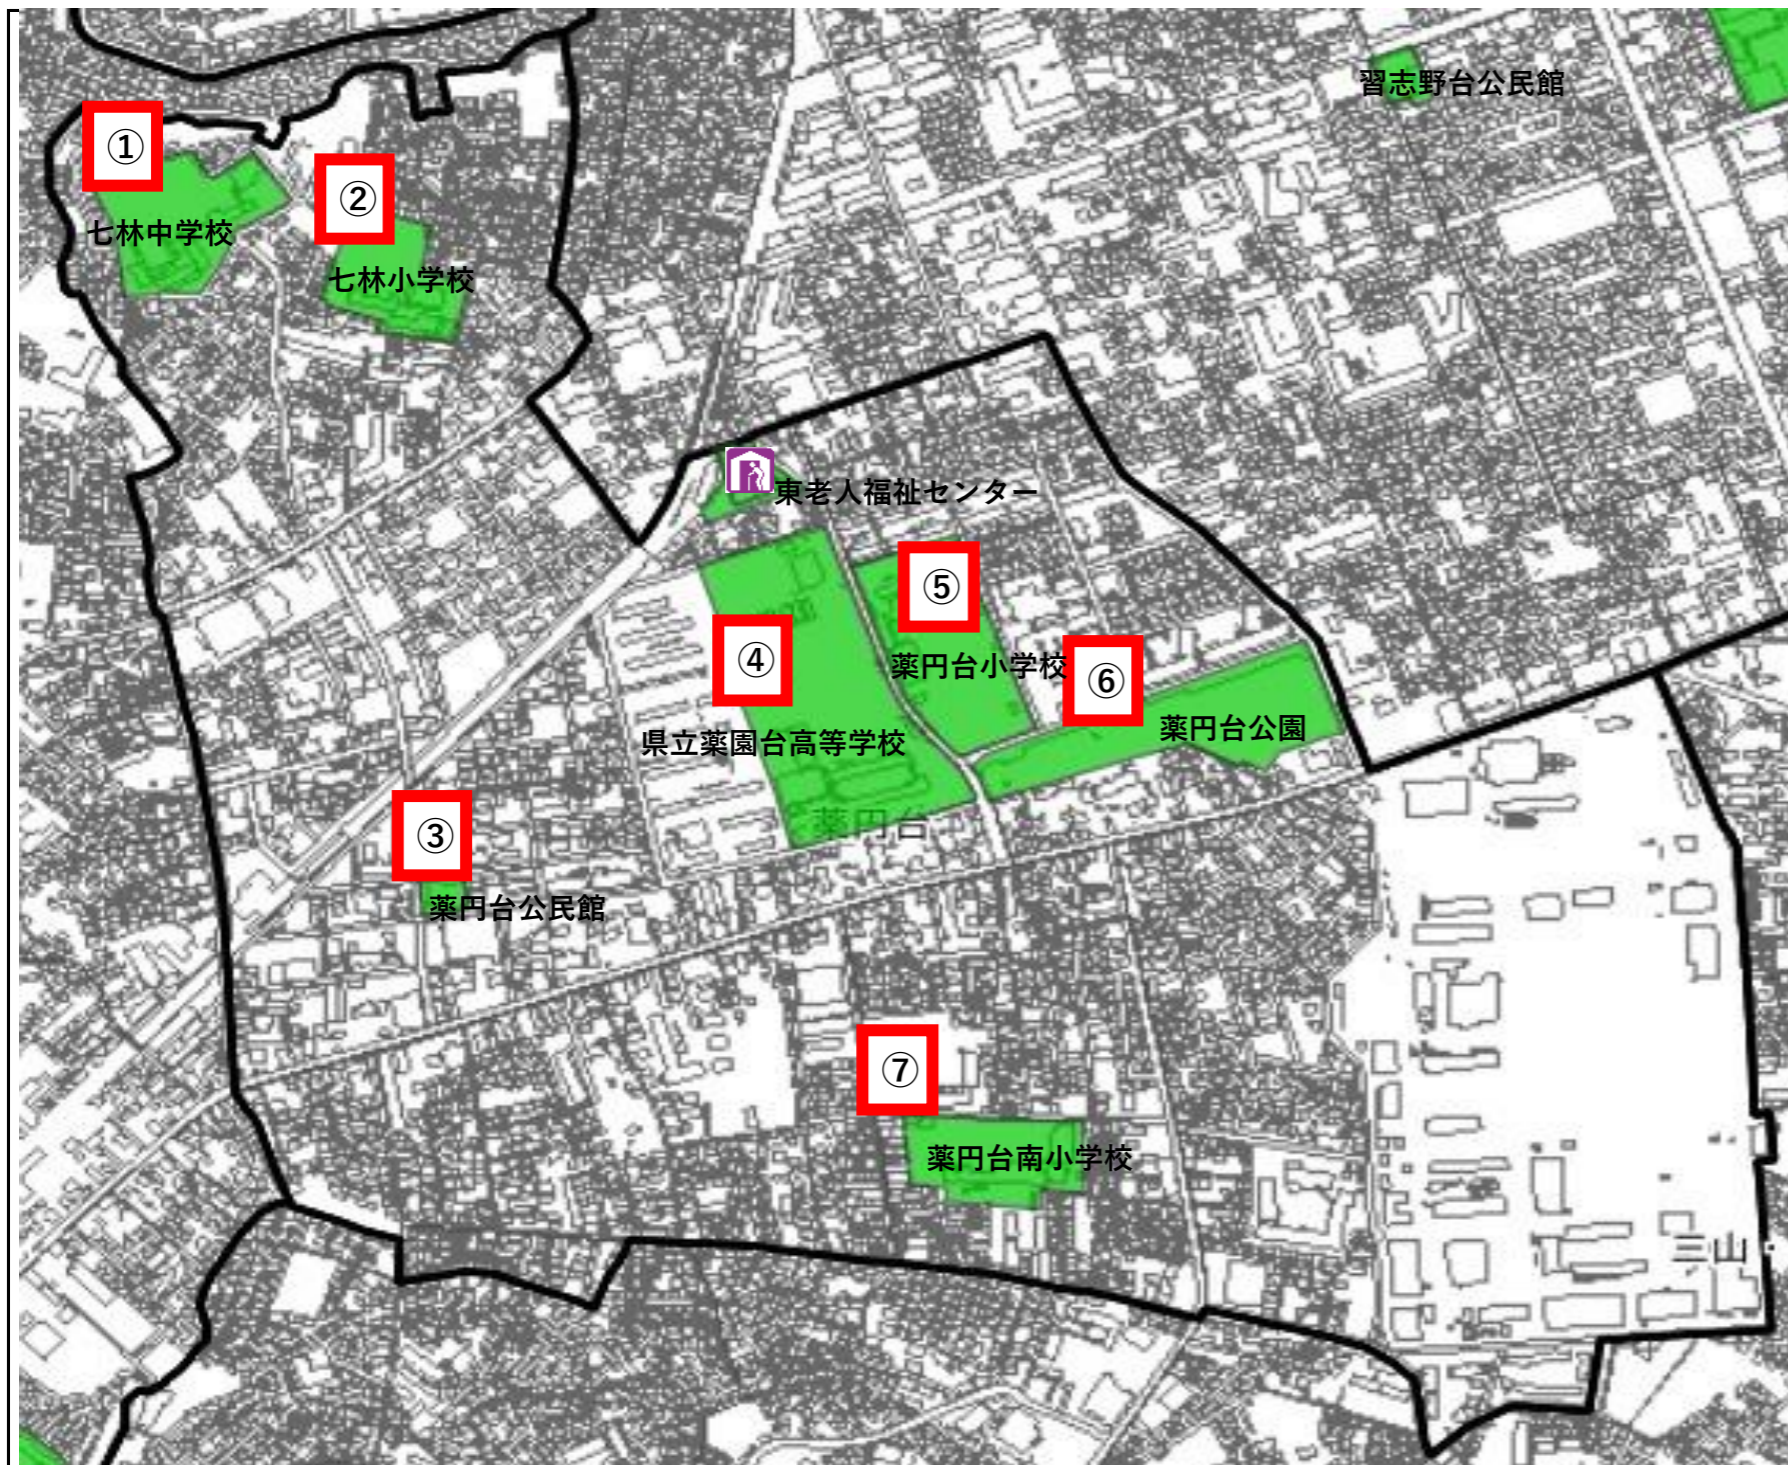 習志野台公民館
①
②
七林中学校
七林小学校
東老人福祉センター
⑤
④
薬円台小学校
⑥
薬円台公園
県立薬園台高等学校
薬円台
③
薬円台公民館
⑦
薬円台南小学校
三山